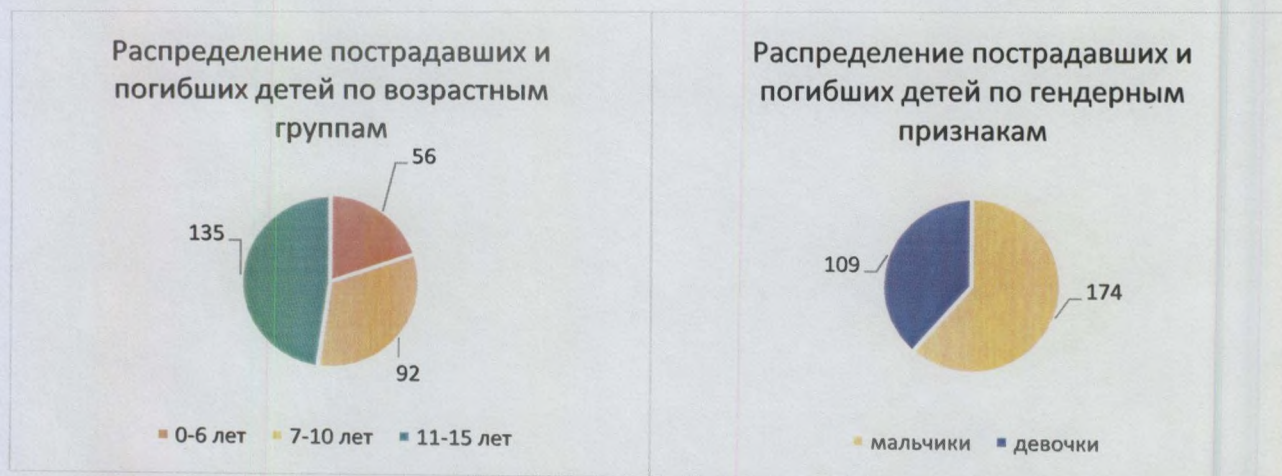 Распределение пострадавших и
погибших детей по возрастным
группам
56
135
92
0-6 лет 7-10 лет 11-15 лет
Распределение пострадавших и
погибших детей по гендерным
признакам
109
174
мальчики девочки